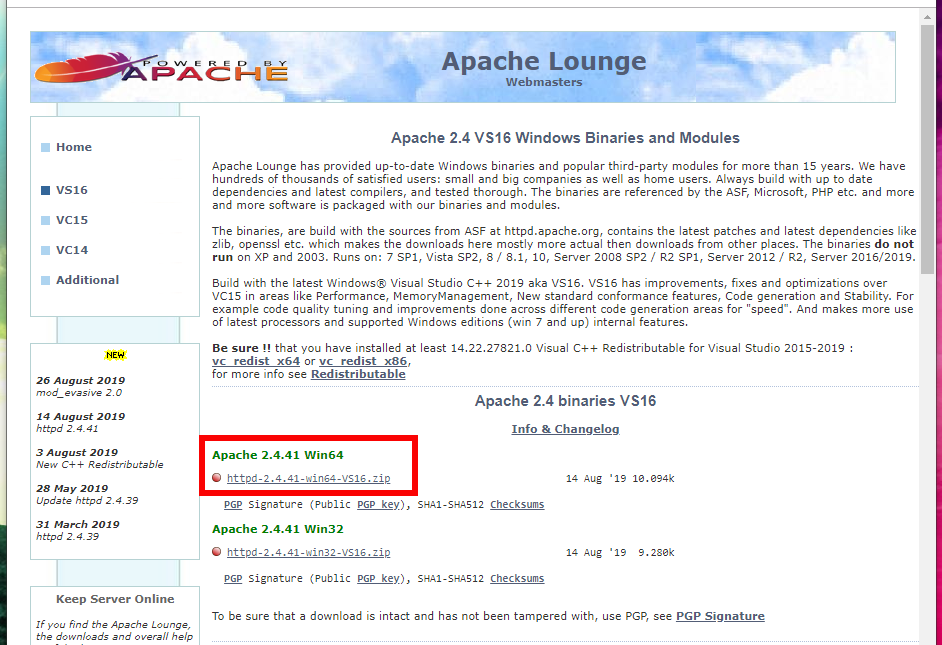 POWERED BY
APACHE
Apache Lounge
Webmasters
Home
VS16
VC15
VC14
Additional
NEW
26 August 2019
mod_evasive 2.0
14 August 2019
httpd 2.4.41
3 August 2019
New C++ Redistributable
28 May 2019
Update httpd 2.4.39
31 March 2019
httpd 2.4.39
Keep Server Online
If you find the Apache Lounge,
the downloads and overall help
Apache 2.4 VS16 Windows Binaries and Modules
Apache Lounge has provided up-to-date Windows binaries and popular third-party modules for more than 15 years. We have
hundreds of thousands of satisfied users: small and big companies as well as home users. Always build with up to date
dependencies and latest compilers, and tested thorough. The binaries are referenced by the ASF, Microsoft, PHP etc. and more
and more software is packaged with our binaries and modules.
The binaries, are build with the sources from ASF at httpd.apache.org, contains the latest patches and latest dependencies like
zlib, openssl etc. which makes the downloads here mostly more actual then downloads from other places. The binaries do not
run on XP and 2003. Runs on: 7 SP1, Vista SP2, 8 / 8.1, 10, Server 2008 SP2 / R2 SP1, Server 2012 / R2, Server 2016/2019.
Build with the latest Windows® Visual Studio C++ 2019 aka VS16. VS16 has improvements, fixes and optimizations over
VC15 in areas like Performance, MemoryManagement, New standard conformance features, Code generation and Stability. For
example code quality tuning and improvements done across different code generation areas for "speed". And makes more use
of latest processors and supported Windows editions (win 7 and up) internal features.
Be sure !! that you have installed at least 14.22.27821.0 Visual C++ Redistributable for Visual Studio 2015-2019 :
vc_redist_x64 or vc_redist_x86,
for more info see Redistributable
Apache 2.4 binaries VS16
Info & Changelog
Apache 2.4.41 Win64
httpd-2.4.41-win64-VS16.zip 14 Aug '19 10.094k
PGP Signature (Public PGP key), SHA1-SHA512 Checksums
Apache 2.4.41 Win32
httpd-2.4.41-win32-VS16.zip 14 Aug '19 9.280k
PGP Signature (Public PGP key), SHA1-SHA512 Checksums
To be sure that a download is intact and has not been tampered with, use PGP, see PGP Signature